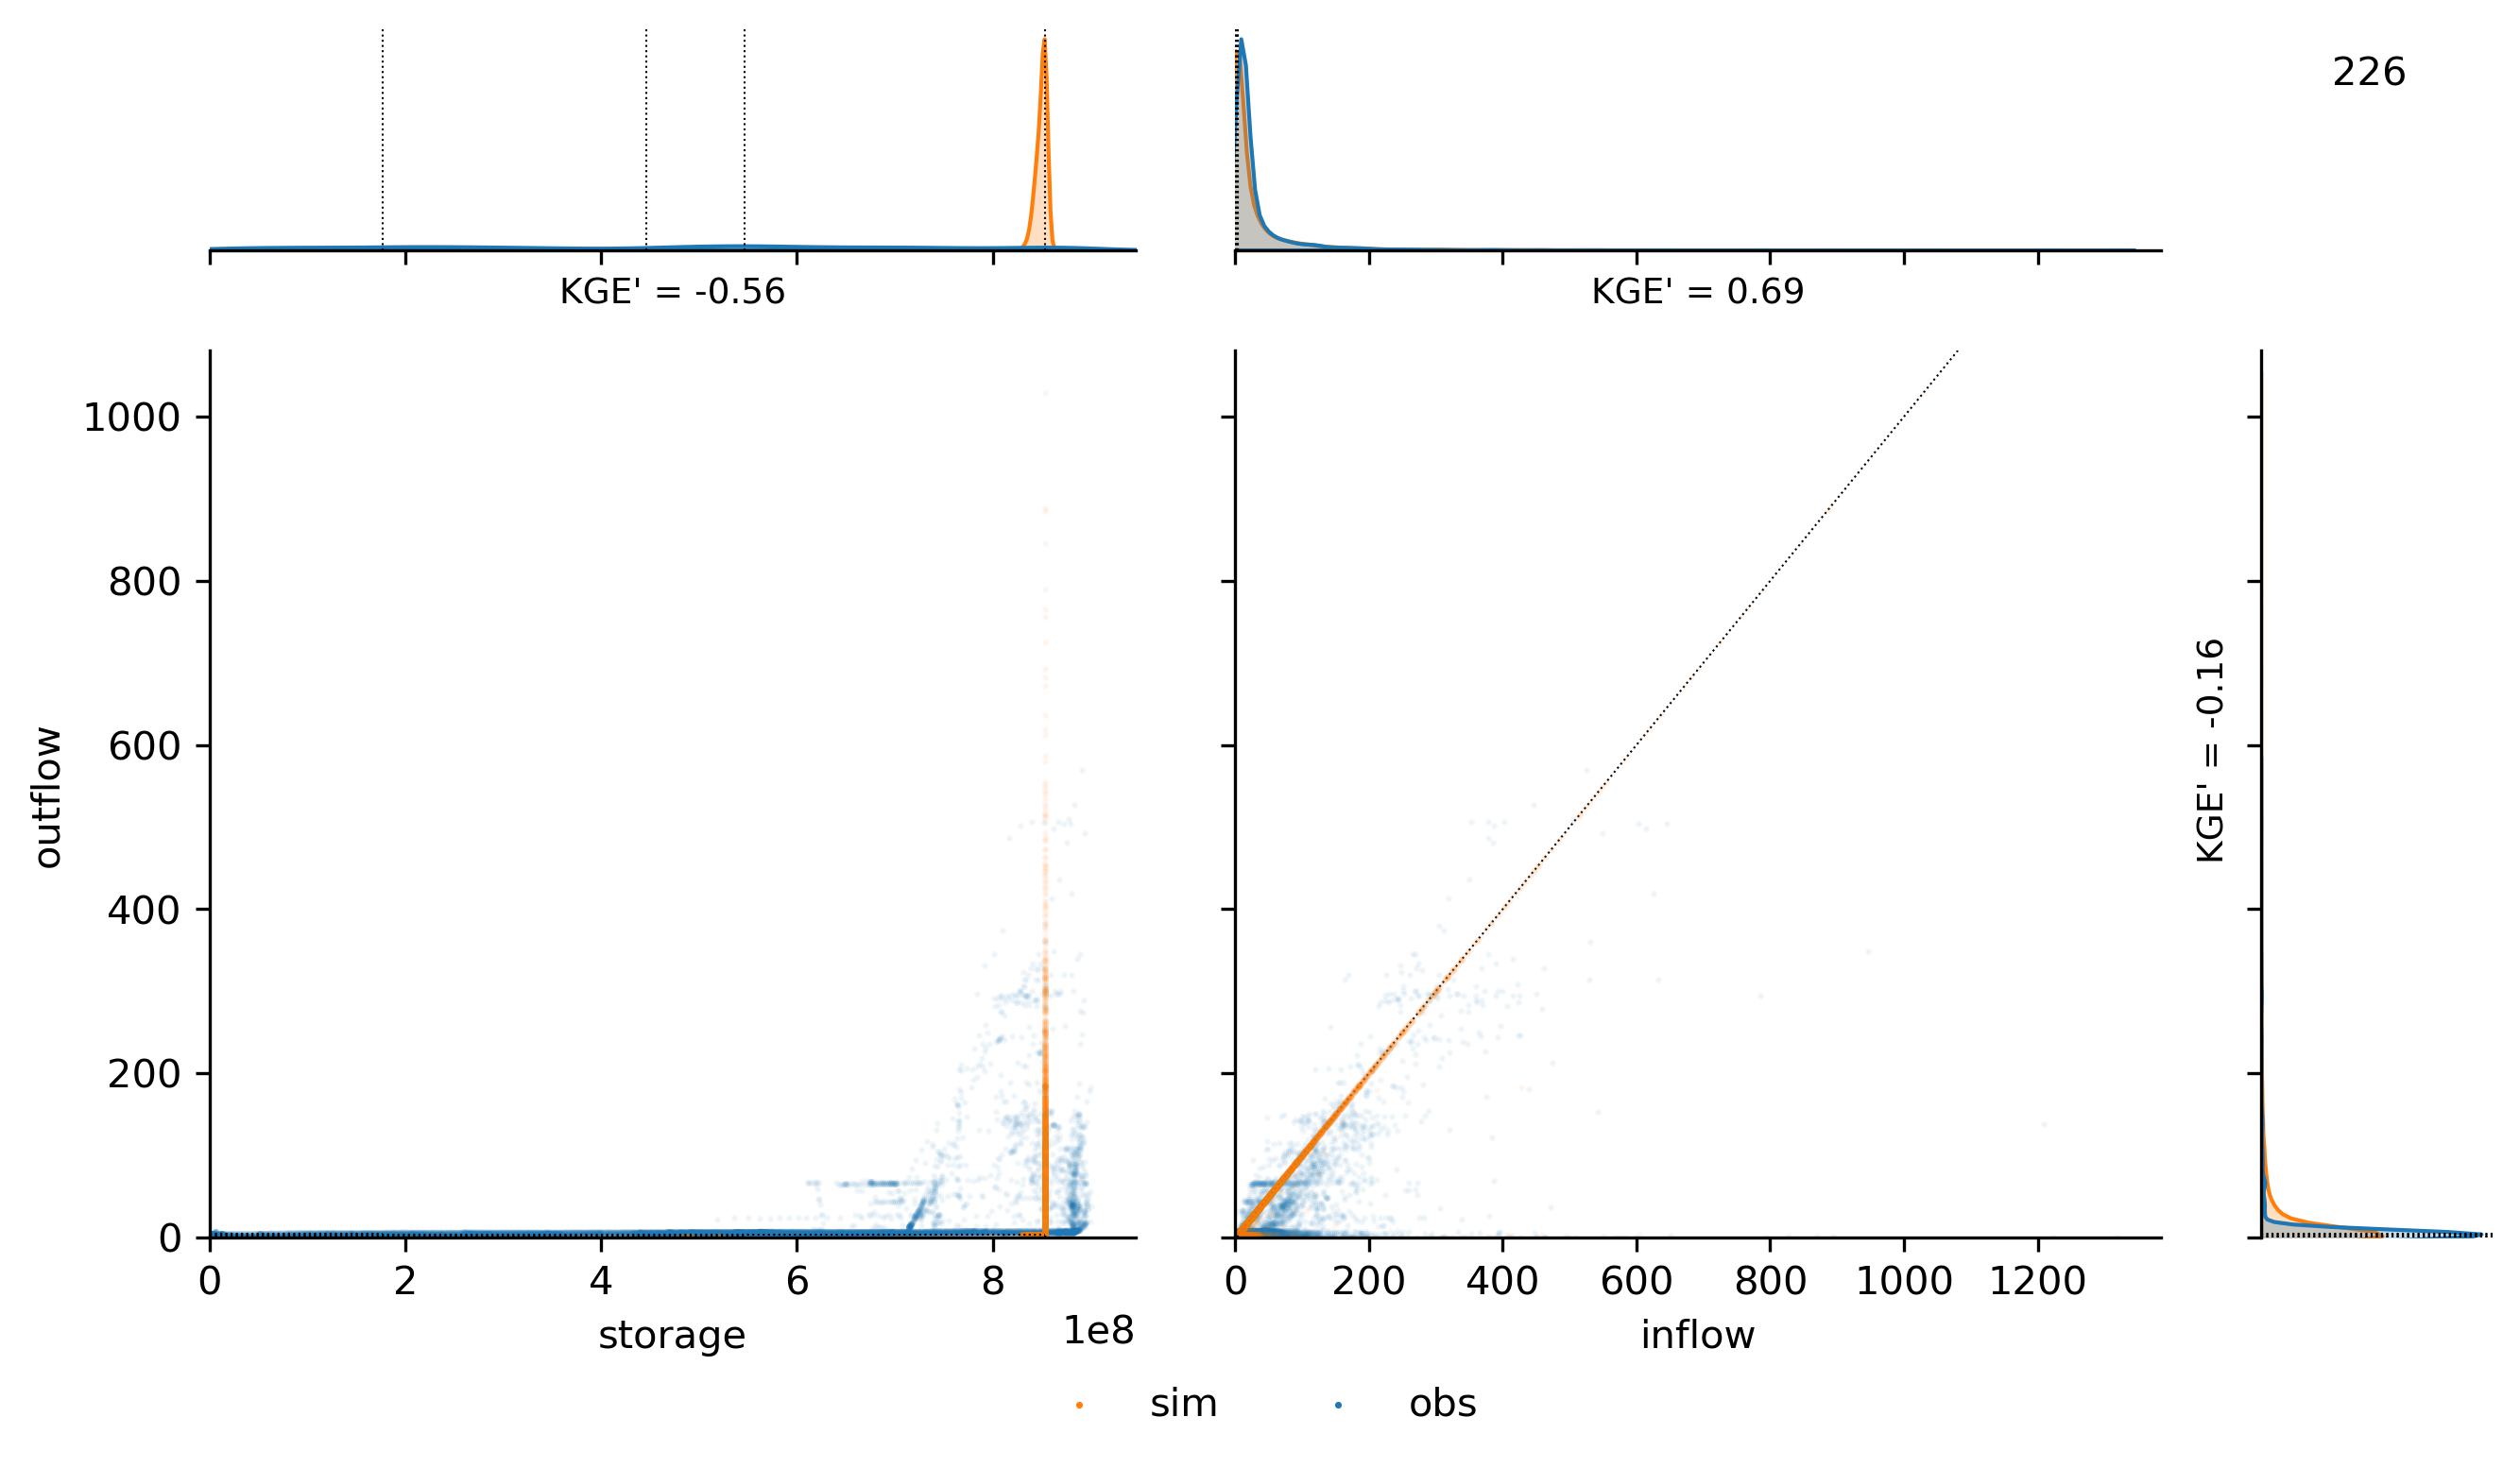 226
KGE' = -0.56
KGE' = 0.69
1000
800
600
400
200
0
outflow
KGE' = -0.16
0 2 4 6 8
0 200 400 600 800 1000 1200
1e8
storage
inflow
sim obs